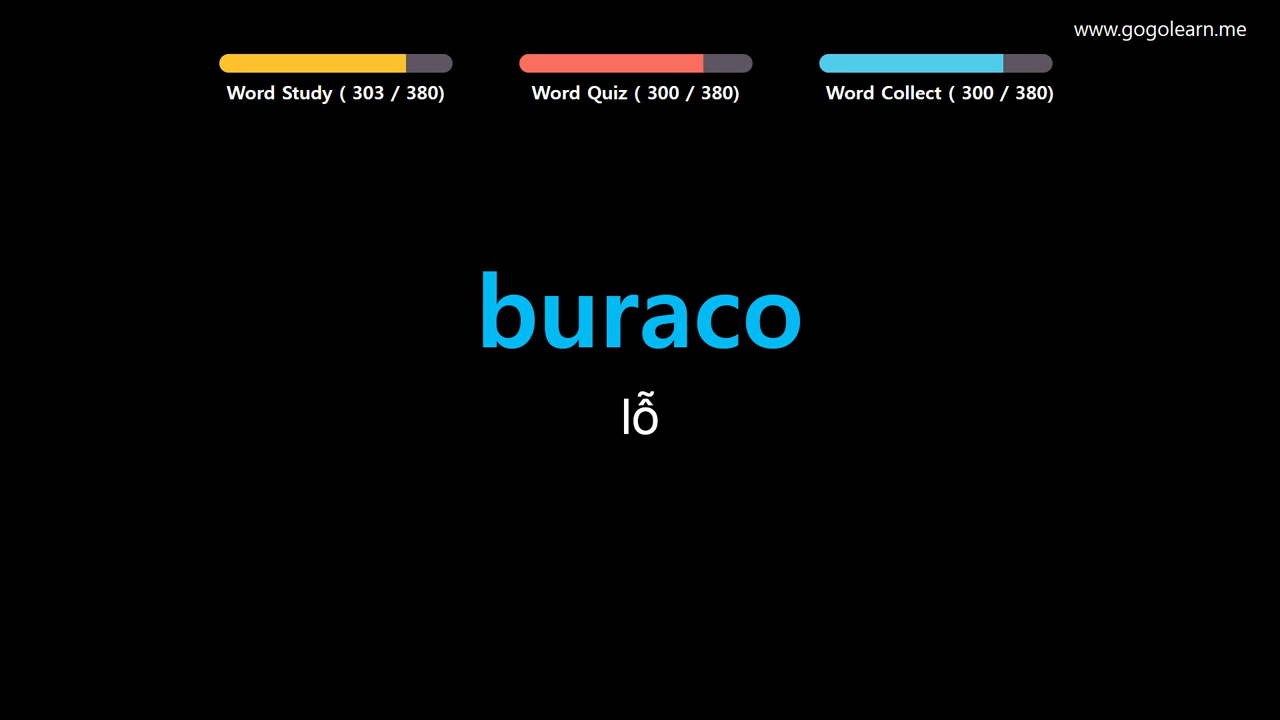 www.gogolearn.me
Word Study ( 303 / 380)
Word Quiz ( 300 / 380)
Word Collect ( 300 / 380)
buraco
lỗ